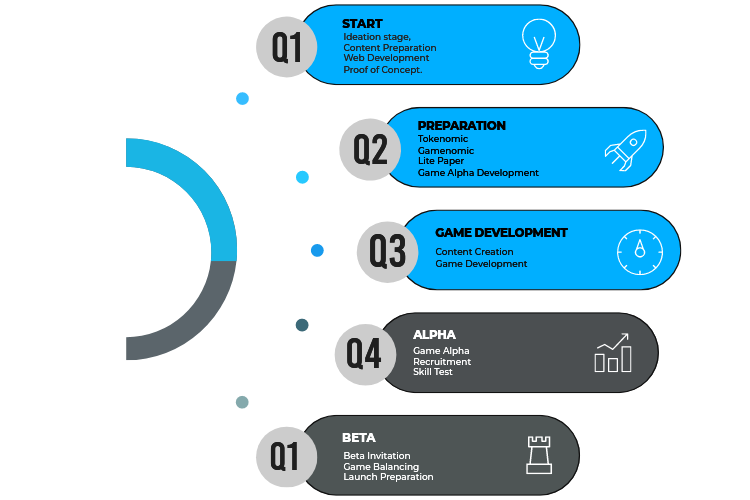 Q1
START
Ideation stage,
Content Preparation
Web Development
Proof of Concept.
Q2
PREPARATION
Tokenomic
Gamenomic
Lite Paper
Game Alpha Development
Q3
GAME DEVELOPMENT
Content Creation
Game Development
Q4
ALPHA
Game Alpha
Recruitment
Skill Test
Q1
BETA
Beta Invitation
Game Balancing
Launch Preparation